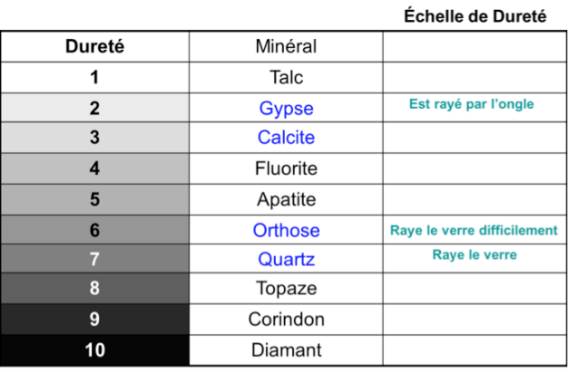 Échelle de Dureté
Dureté Minéral
1 Talc
2 Gypse Est rayé par l'ongle
3 Calcite
4 Fluorite
5 Apatite
6 Orthose Raye le verre difficilement
7 Quartz Raye le verre
8 Topaze
9 Corindon
10 Diamant